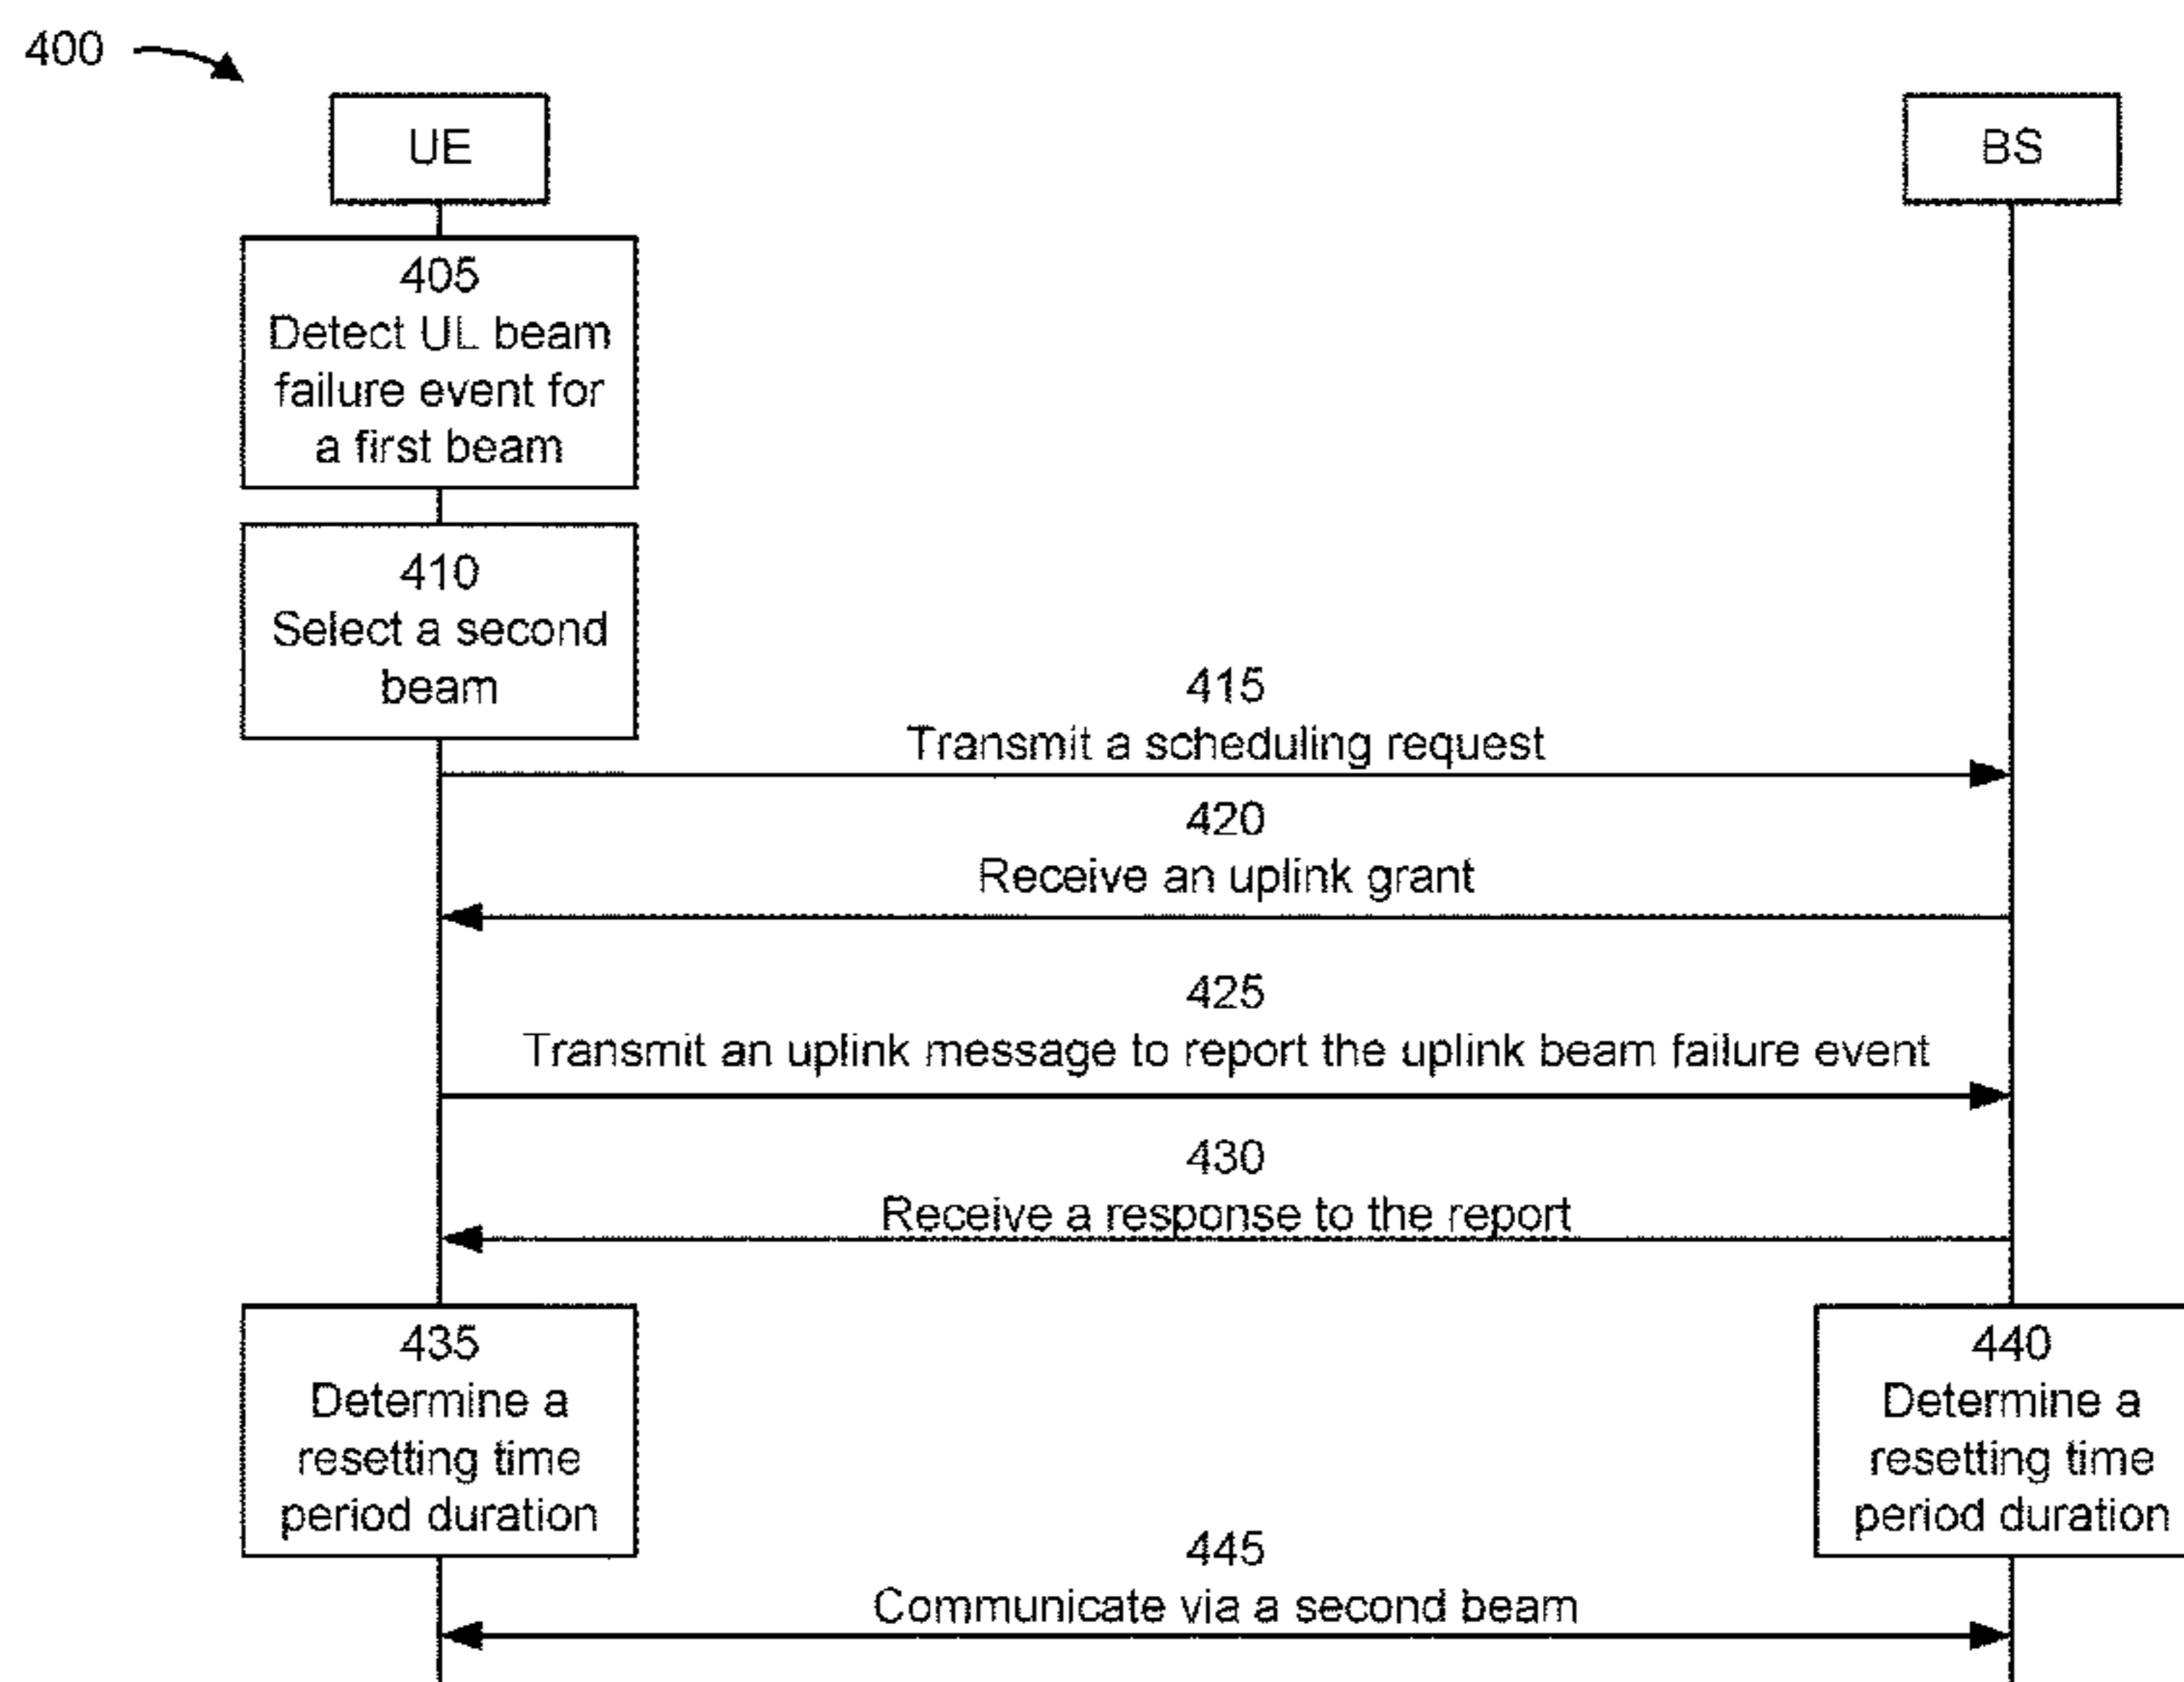 400
UE
BS
405
Detect UL beam
failure event for
a first beam
410
Select a second
beam
415
Transmit a scheduling request
420
Receive an uplink grant
425
Transmit an uplink message to report the uplink beam failure event
430
Receive a response to the report
435
Determine a
resetting time
period duration
440
Determine a
resetting time
period duration
445
Communicate via a second beam